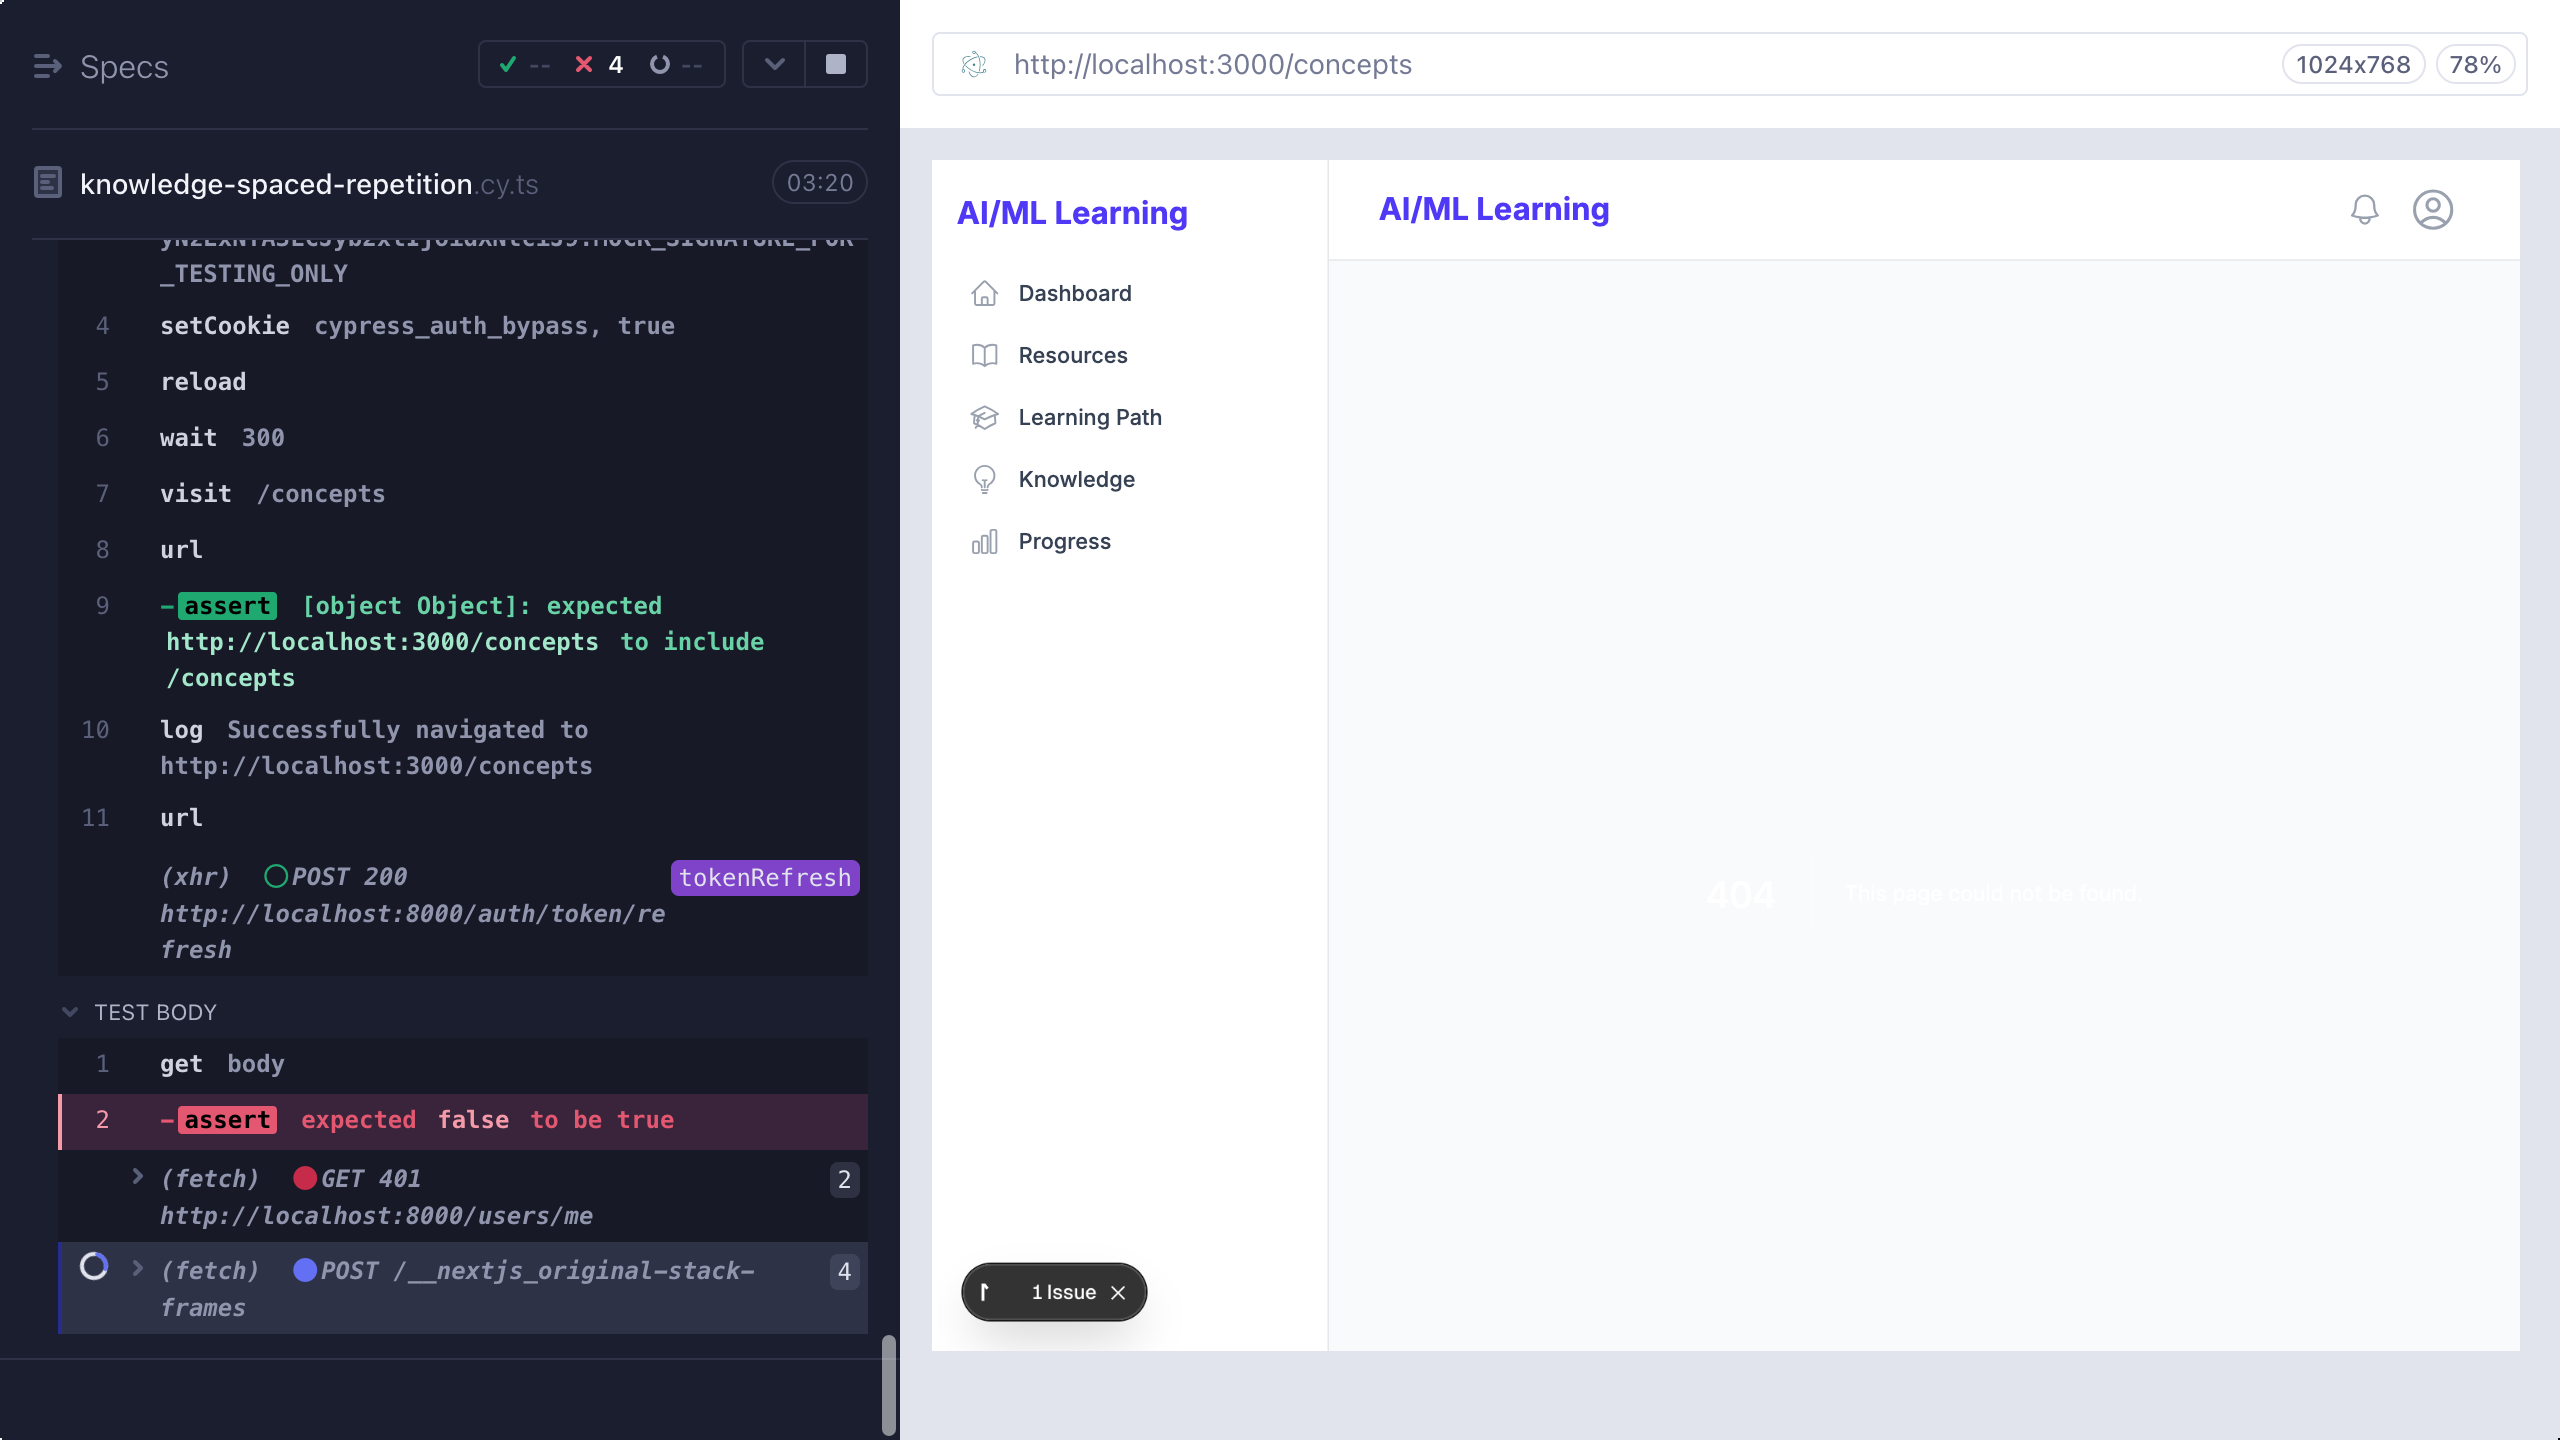 Specs
-- 4 --
knowledge-spaced-repetition.cy.ts
03:20
_TESTING_ONLY
4 setCookie cypress_auth_bypass, true
5 reload
6 wait 300
7 visit /concepts
8 url
9 -assert [object Object]: expected
http://localhost:3000/concepts to include
/concepts
10 log Successfully navigated to
http://localhost:3000/concepts
11 url
(xhr) POST 200 tokenRefresh
http://localhost:8000/auth/token/re
fresh
TEST BODY
1 get body
2 -assert expected false to be true
(fetch) GET 401 2
http://localhost:8000/users/me
(fetch) POST /__nextjs_original-stack- 4
frames
http://localhost:3000/concepts
1024x768
78%
AI/ML Learning
Dashboard
Resources
Learning Path
Knowledge
Progress
1 Issue
AI/ML Learning
404 This page could not be found.